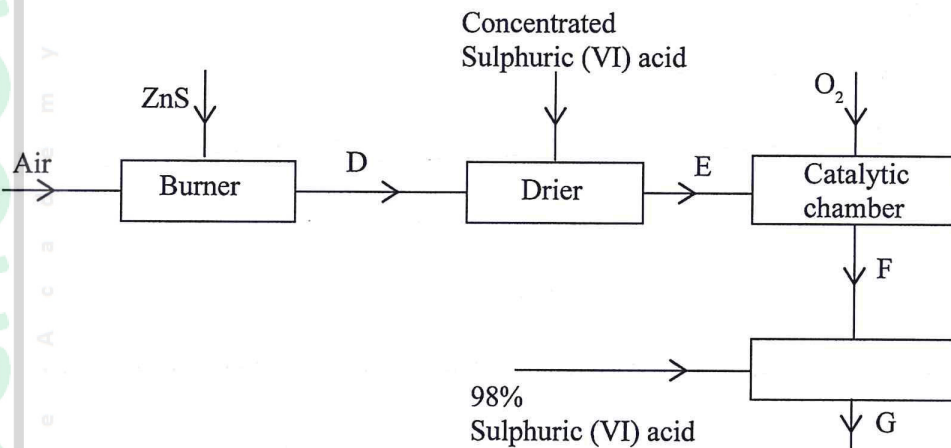 Concentrated
Sulphuric (VI) acid
ZnS
O₂
Air
Burner
D
Drier
E
Catalytic
chamber
F
98%
Sulphuric (VI) acid
G